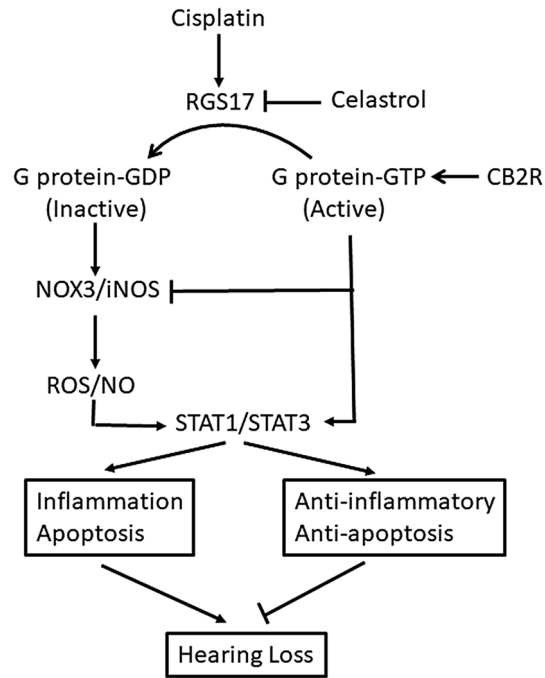 Cisplatin
RGS17
Celastrol
G protein-GDP
(Inactive)
G protein-GTP
(Active)
CB2R
NOX3/iNOS
ROS/NO
STAT1/STAT3
Inflammation
Apoptosis
Anti-inflammatory
Anti-apoptosis
Hearing Loss